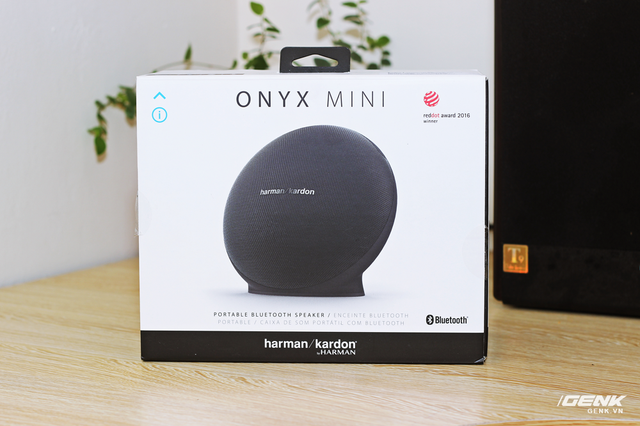 ONYX MINI
i
reddot award 2016
winner
harman/kardon
PORTABLE BLUETOOTH SPEAKER / ENCEINTE BLUETOOTH
PORTABLE / CAIXA DE SOM PORTÁTIL COM BLUETOOTH
Bluetooth®
harman/kardon®
by HARMAN
GENK
GENK.VN